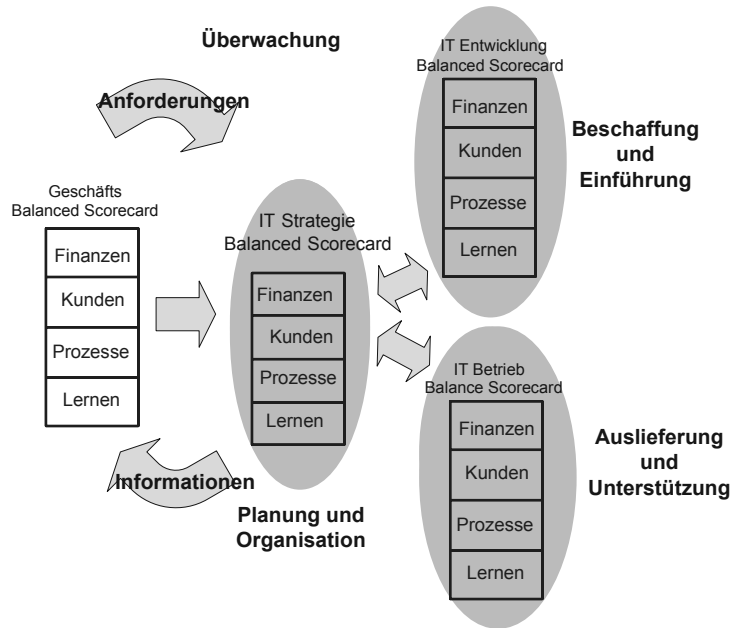 Überwachung
Anforderungen
Geschäfts
Balanced Scorecard
Finanzen
Kunden
Prozesse
Lernen
Informationen
IT Strategie
Balanced Scorecard
Finanzen
Kunden
Prozesse
Lernen
Planung und
Organisation
IT Entwicklung
Balanced Scorecard
Finanzen
Kunden
Prozesse
Lernen
Beschaffung
und
Einführung
IT Betrieb
Balance Scorecard
Finanzen
Kunden
Prozesse
Lernen
Auslieferung
und
Unterstützung